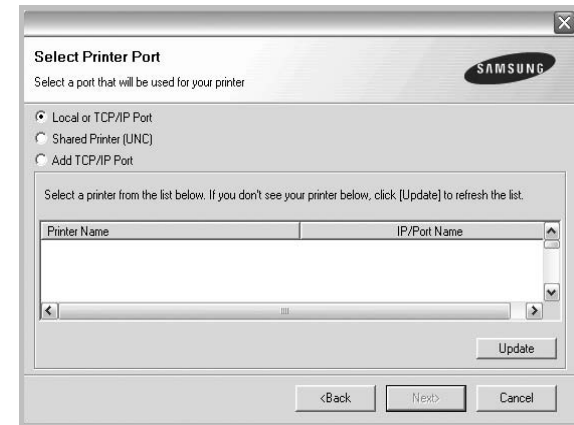 Select Printer Port
Select a port that will be used for your printer
SAMSUNG
Local or TCP/IP Port
Shared Printer (UNC)
Add TCP/IP Port
Select a printer from the list below. If you don't see your printer below, click [Update] to refresh the list.
Printer Name IP/Port Name
Update
<Back Next> Cancel